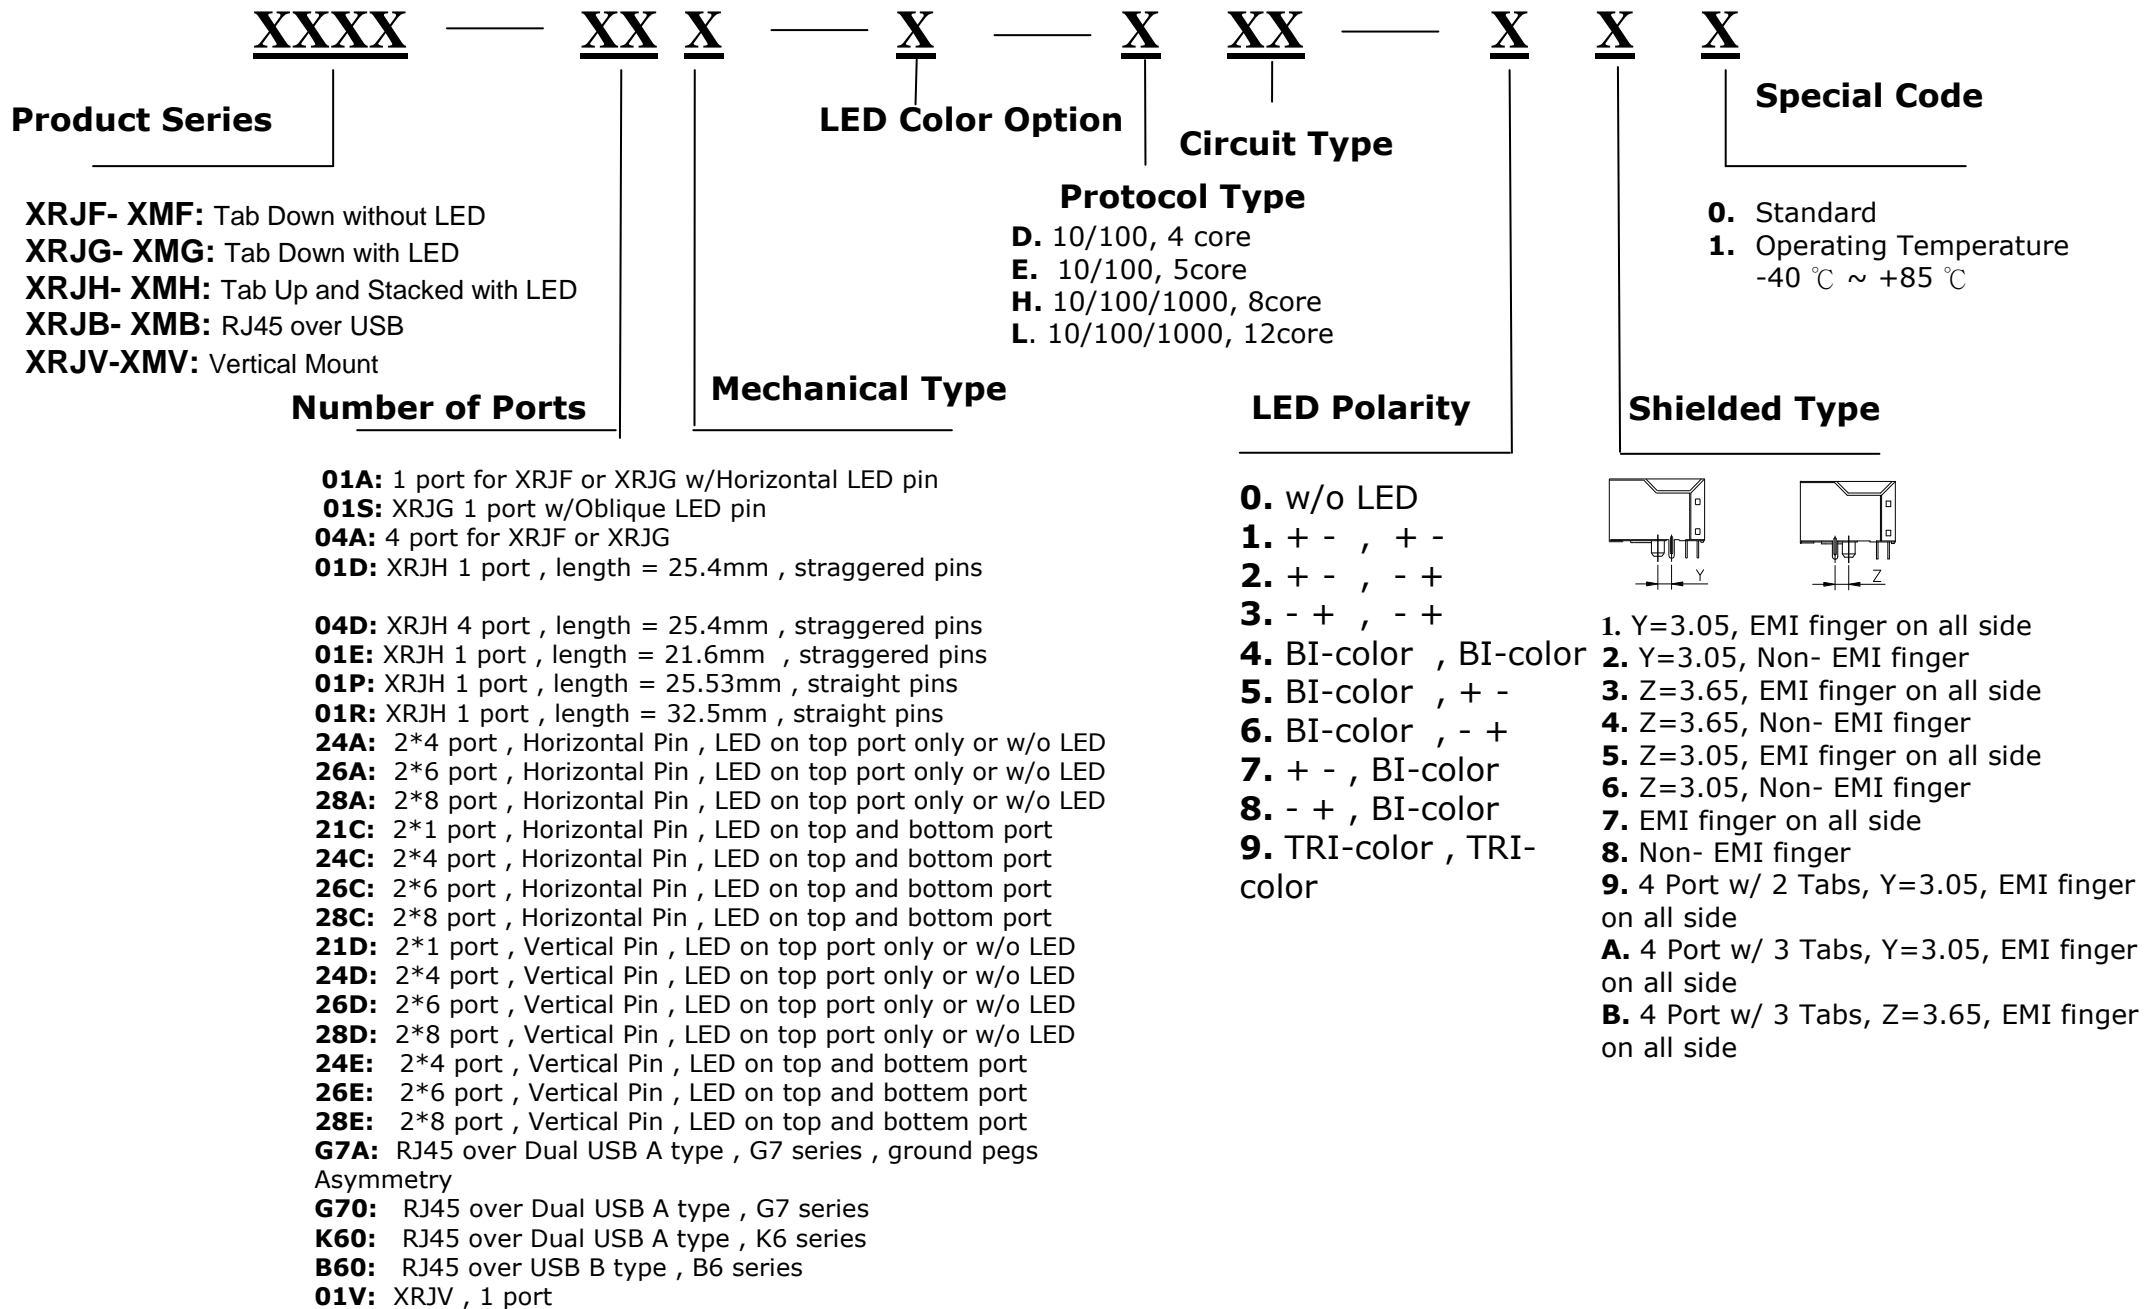 XXXX — XX X — X — X XX — X X X
Product Series
LED Color Option
Circuit Type
Special Code
XRJF- XMF: Tab Down without LED
XRJG- XMG: Tab Down with LED
XRJH- XMH: Tab Up and Stacked with LED
XRJB- XMB: RJ45 over USB
XRJV-XMV: Vertical Mount
Protocol Type
D. 10/100, 4 core
E. 10/100, 5core
H. 10/100/1000, 8core
L. 10/100/1000, 12core
0. Standard
1. Operating Temperature
-40 ℃ ~ +85 ℃
Number of Ports
Mechanical Type
01A: 1 port for XRJF or XRJG w/Horizontal LED pin
01S: XRJG 1 port w/Oblique LED pin
04A: 4 port for XRJF or XRJG
01D: XRJH 1 port , length = 25.4mm , straggered pins
04D: XRJH 4 port , length = 25.4mm , straggered pins
01E: XRJH 1 port , length = 21.6mm , straggered pins
01P: XRJH 1 port , length = 25.53mm , straight pins
01R: XRJH 1 port , length = 32.5mm , straight pins
24A: 2*4 port , Horizontal Pin , LED on top port only or w/o LED
26A: 2*6 port , Horizontal Pin , LED on top port only or w/o LED
28A: 2*8 port , Horizontal Pin , LED on top port only or w/o LED
21C: 2*1 port , Horizontal Pin , LED on top and bottom port
24C: 2*4 port , Horizontal Pin , LED on top and bottom port
26C: 2*6 port , Horizontal Pin , LED on top and bottom port
28C: 2*8 port , Horizontal Pin , LED on top and bottom port
21D: 2*1 port , Vertical Pin , LED on top port only or w/o LED
24D: 2*4 port , Vertical Pin , LED on top port only or w/o LED
26D: 2*6 port , Vertical Pin , LED on top port only or w/o LED
28D: 2*8 port , Vertical Pin , LED on top port only or w/o LED
24E: 2*4 port , Vertical Pin , LED on top and bottem port
26E: 2*6 port , Vertical Pin , LED on top and bottem port
28E: 2*8 port , Vertical Pin , LED on top and bottem port
G7A: RJ45 over Dual USB A type , G7 series , ground pegs
Asymmetry
G70: RJ45 over Dual USB A type , G7 series
K60: RJ45 over Dual USB A type , K6 series
B60: RJ45 over USB B type , B6 series
01V: XRJV , 1 port
LED Polarity
0. w/o LED
1. + - , + -
2. + - , - +
3. - + , - +
4. BI-color , BI-color
5. BI-color , + -
6. BI-color , - +
7. + - , BI-color
8. - + , BI-color
9. TRI-color , TRI-
color
Shielded Type
Y
Z
1. Y=3.05, EMI finger on all side
2. Y=3.05, Non- EMI finger
3. Z=3.65, EMI finger on all side
4. Z=3.65, Non- EMI finger
5. Z=3.05, EMI finger on all side
6. Z=3.05, Non- EMI finger
7. EMI finger on all side
8. Non- EMI finger
9. 4 Port w/ 2 Tabs, Y=3.05, EMI finger
on all side
A. 4 Port w/ 3 Tabs, Y=3.05, EMI finger
on all side
B. 4 Port w/ 3 Tabs, Z=3.65, EMI finger
on all side